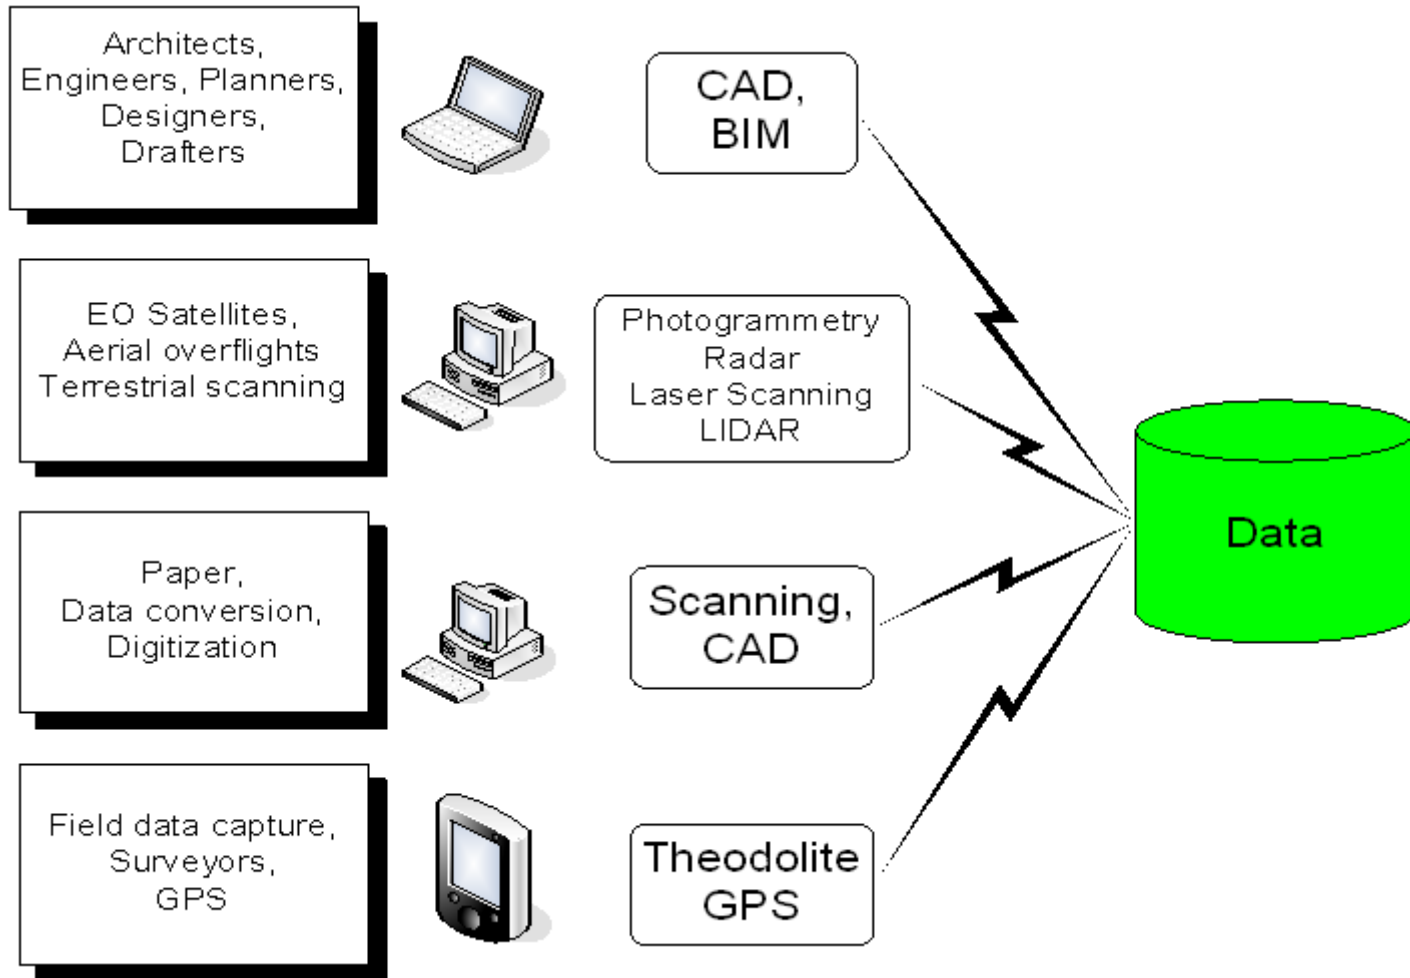 Architects,
Engineers, Planners,
Designers,
Drafters
CAD,
BIM
EO Satellites,
Aerial overflights
Terrestrial scanning
Photogrammetry
Radar
Laser Scanning
LIDAR
Data
Paper,
Data conversion,
Digitization
Scanning,
CAD
Field data capture,
Surveyors,
GPS
Theodolite
GPS